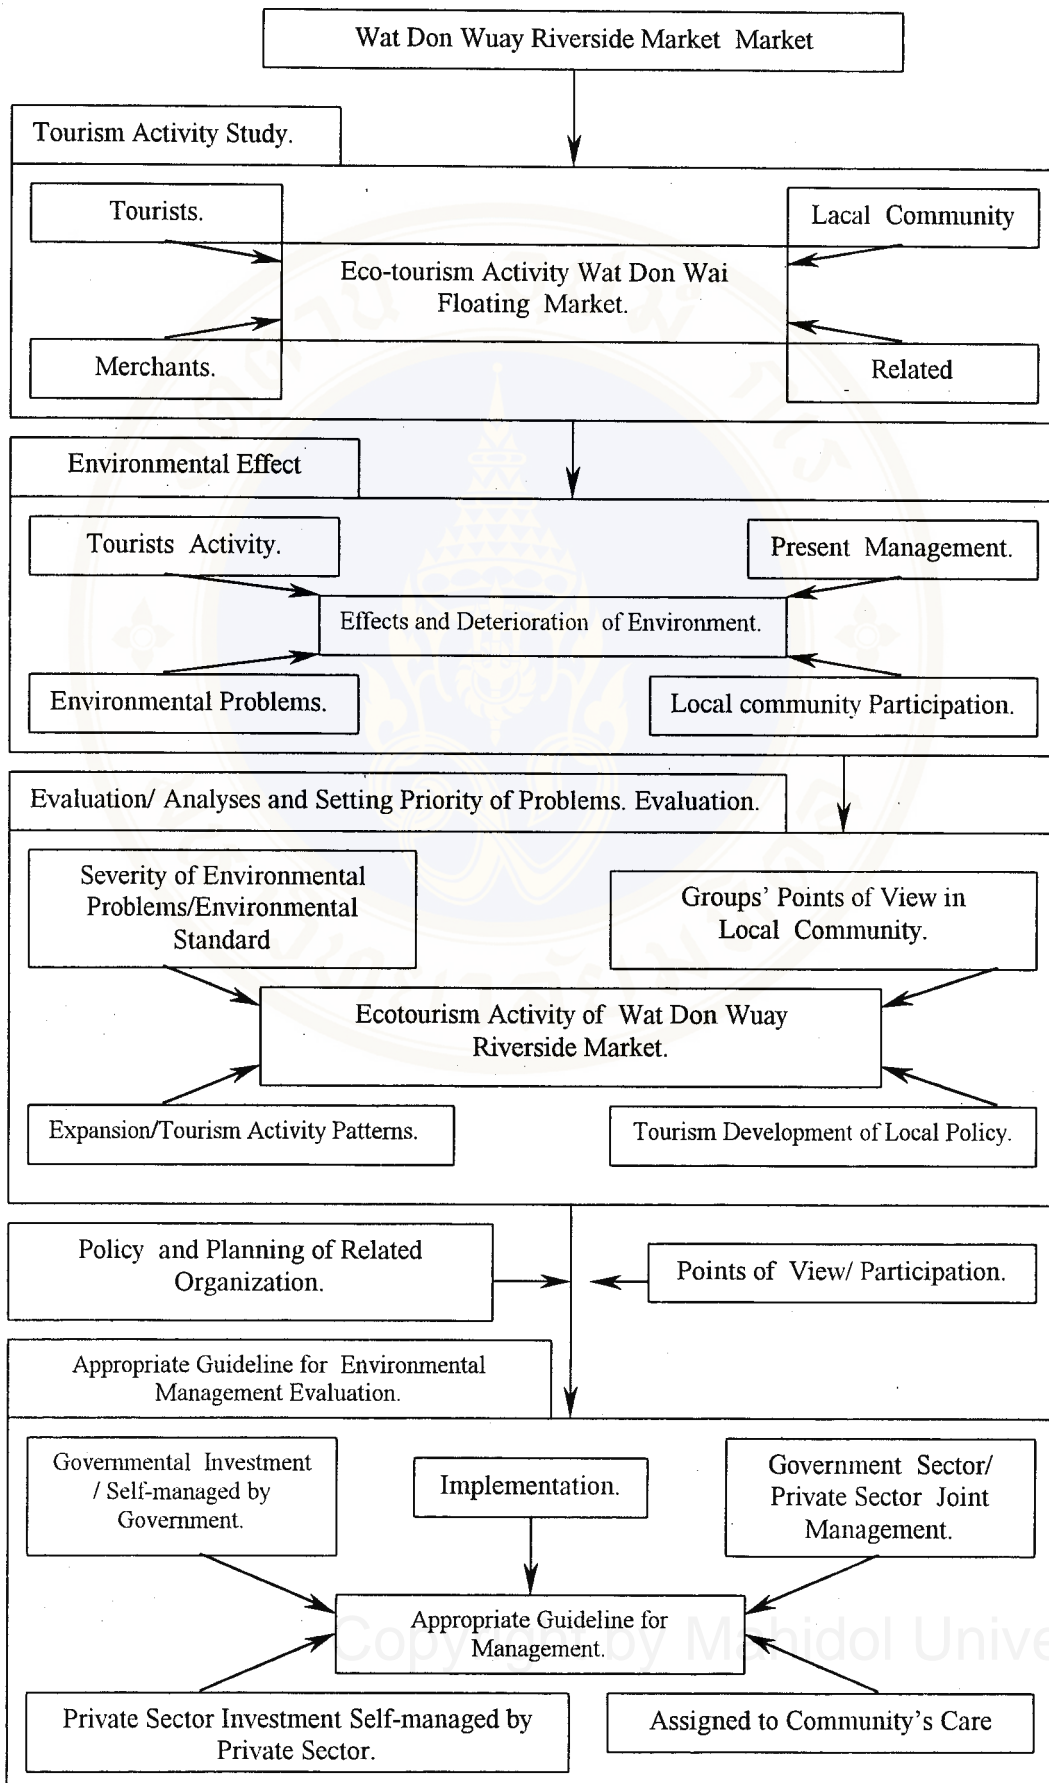 Wat Don Wuay Riverside Market Market
Tourism Activity Study.
Tourists.
Lacal Community
Eco-tourism Activity Wat Don Wai
Floating Market.
Merchants.
Related
Environmental Effect
Tourists Activity.
Present Management.
Effects and Deterioration of Environment.
Environmental Problems.
Local community Participation.
Evaluation/ Analyses and Setting Priority of Problems. Evaluation.
Severity of Environmental
Problems/Environmental
Standard
Groups' Points of View in
Local Community.
Ecotourism Activity of Wat Don Wuay
Riverside Market.
Expansion/Tourism Activity Patterns.
Tourism Development of Local Policy.
Policy and Planning of Related
Organization.
Points of View/ Participation.
Appropriate Guideline for Environmental
Management Evaluation.
Governmental Investment
/ Self-managed by
Government.
Implementation.
Government Sector/
Private Sector Joint
Management.
Appropriate Guideline for
Management.
Copyright by Mahidol Unive
Private Sector Investment Self-managed by
Private Sector.
Assigned to Community's Care